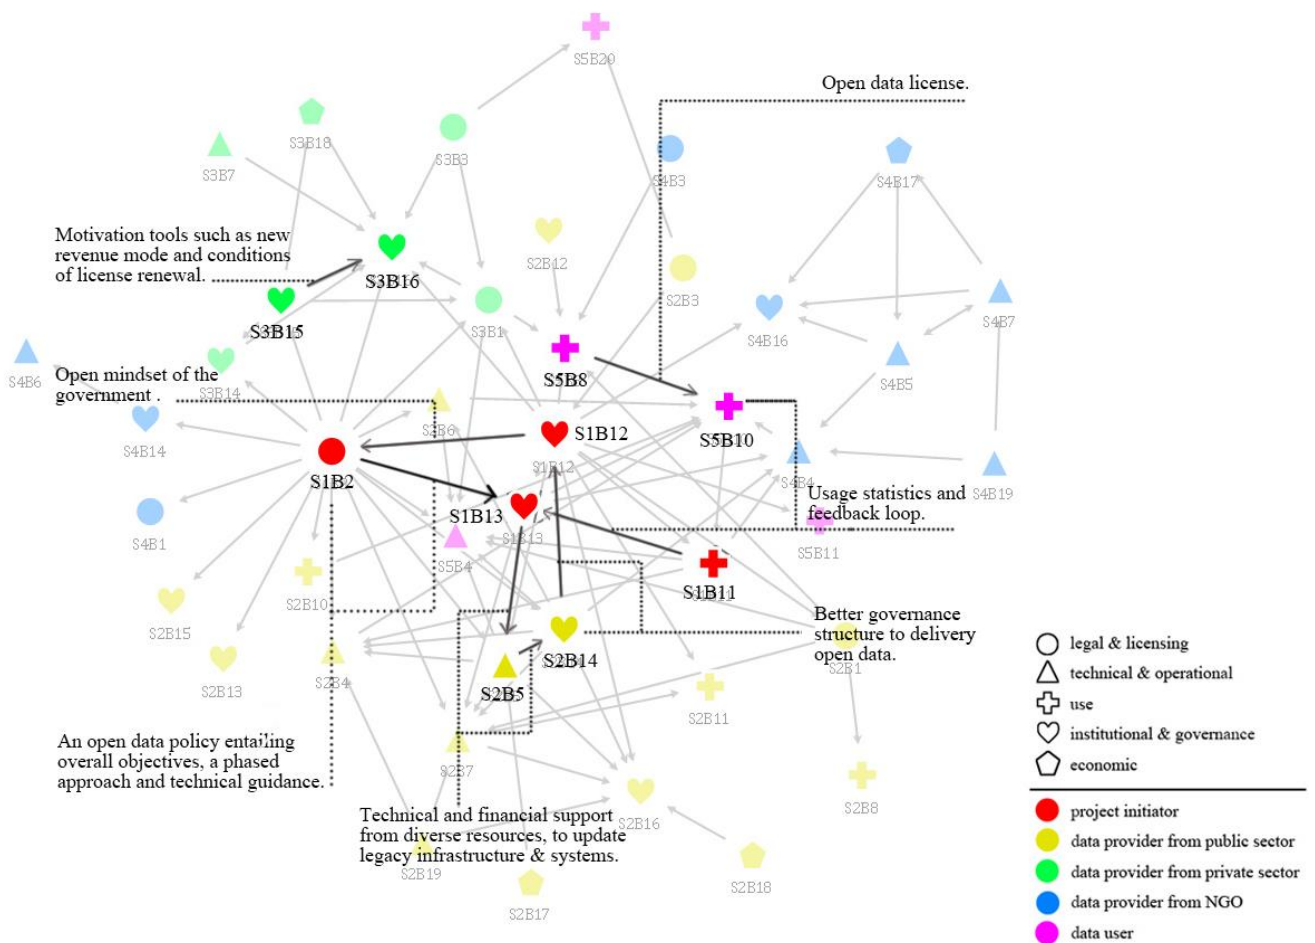 S5B20
Open data license.
S3B18
S3B7
S3B3
S4B3
S4B17
Motivation tools such as new
revenue mode and conditions
of license renewal.
S3B16
S2B12
S2B3
S3B15
S3B1
S4B16
S4B7
S4B6
S3B14
Open mindset of the
government .
S5B8
S4B5
S4B14
S2B6
S1B12
S5B10
S1B12
S1B2
S4B4
S4B19
Usage statistics and
feedback loop.
S1B13
S1B13
S4B1
S5B4
S5B11
S2B10
S1B11
S2B15
Better governance
structure to delivery
open data.
S2B14
S2B13
S2B4
S2B5
S2B1
S2B11
An open data policy entailing
overall objectives, a phased
approach and technical guidance.
S2B7
S2B8
Technical and financial support
from diverse resources, to update
legacy infrastructure & systems.
S2B16
S2B19
S2B17
S2B18
legal & licensing
technical & operational
use
institutional & governance
economic
project initiator
data provider from public sector
data provider from private sector
data provider from NGO
data user